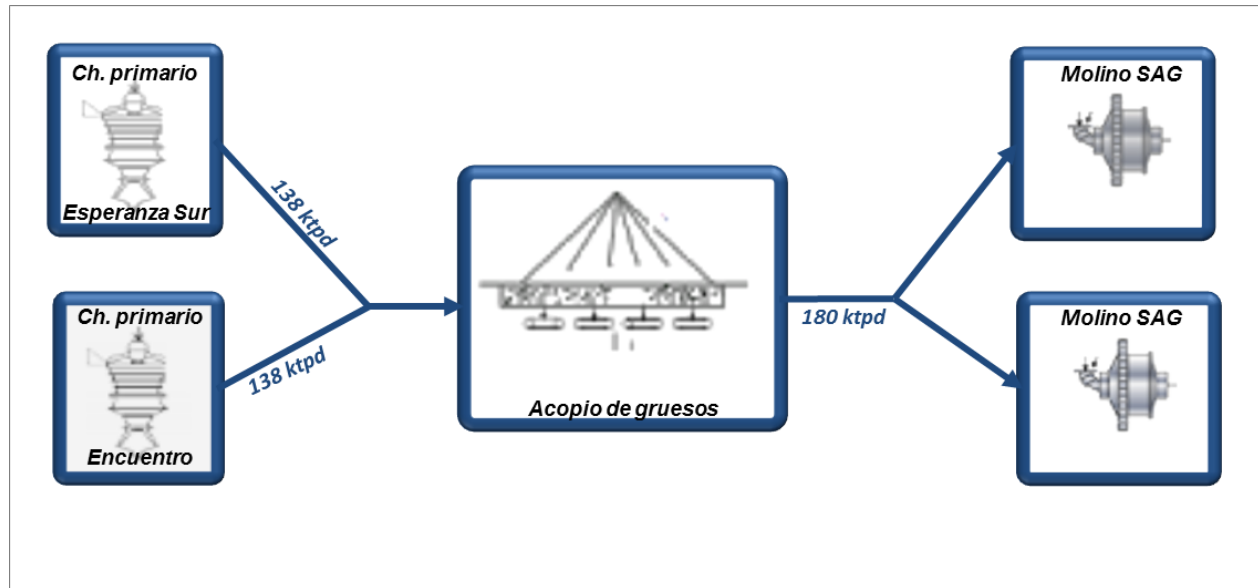 Ch. primario
Esperanza Sur
138 ktpd
Ch. primario
Encuentro
138 ktpd
Acopio de gruesos
180 ktpd
Molino SAG
Molino SAG